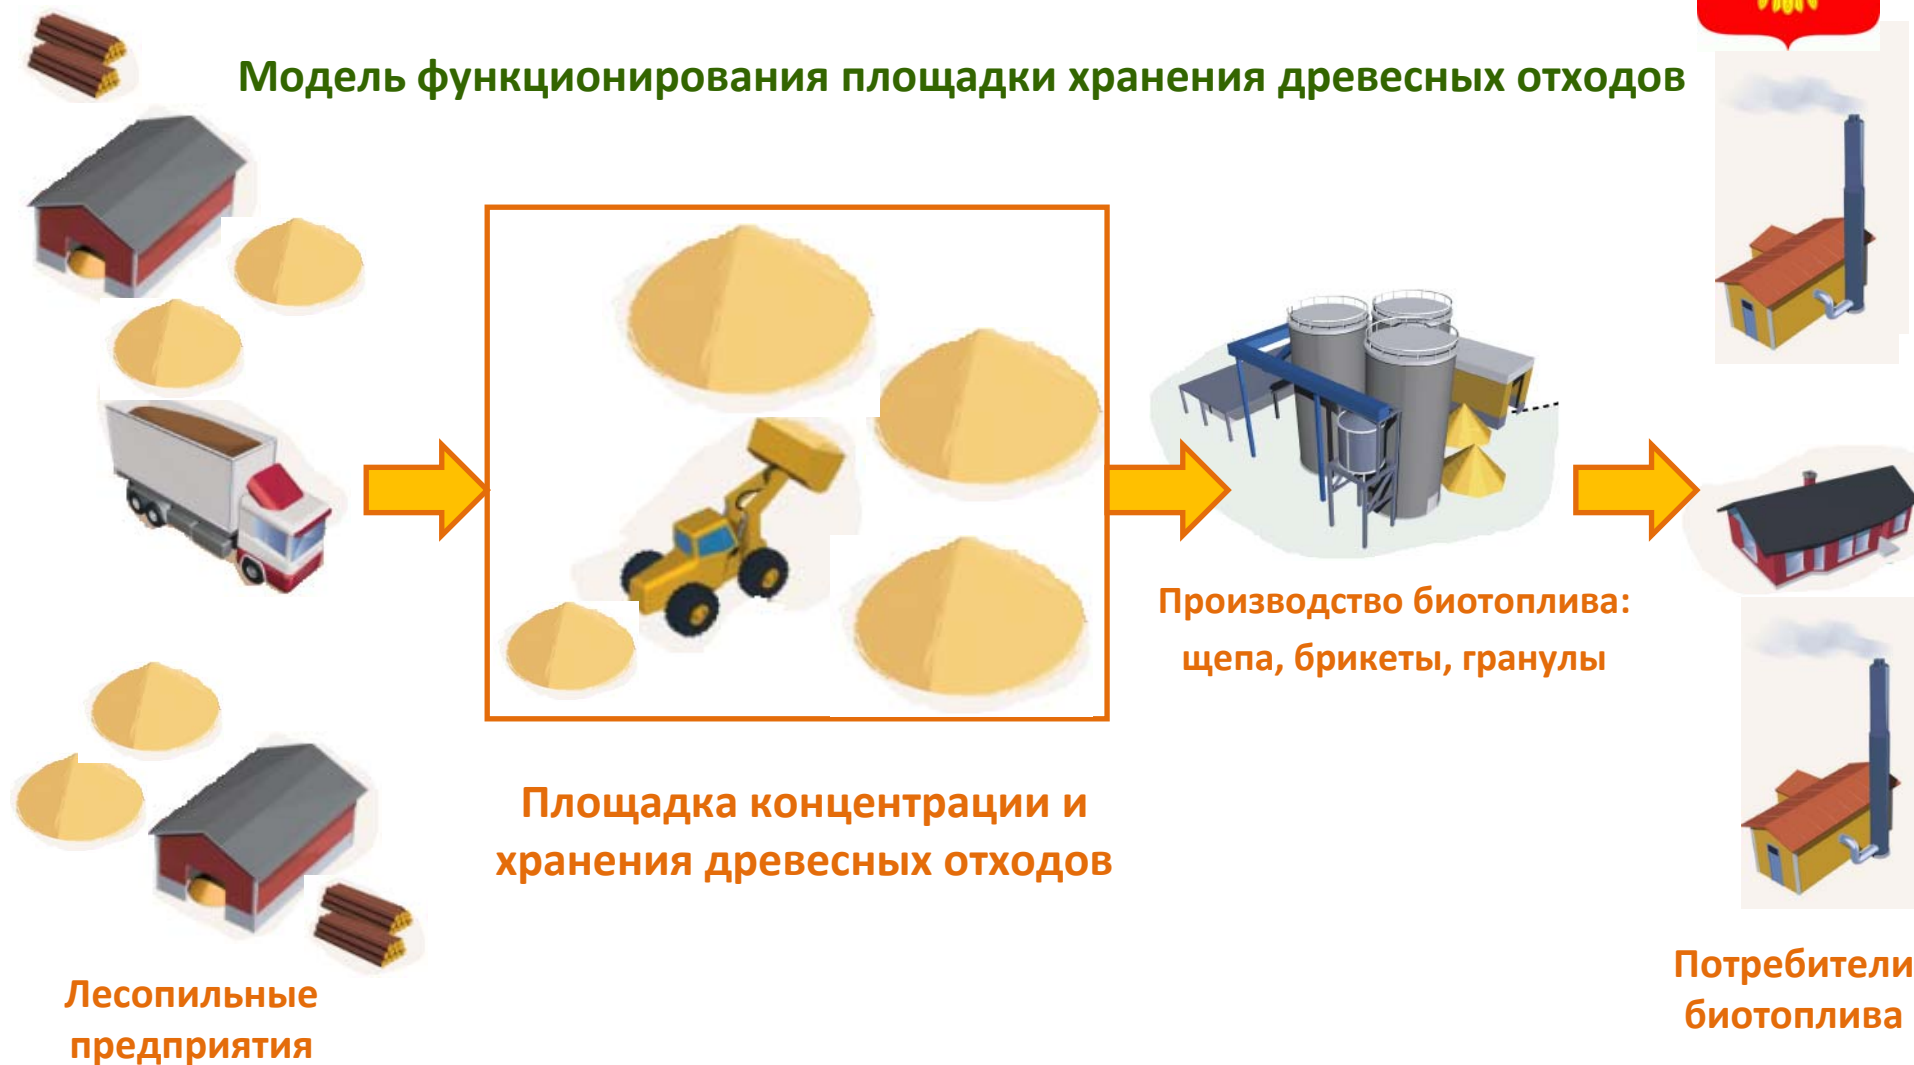 Модель функционирования площадки хранения древесных отходов
Производство биотоплива:
щепа, брикеты, гранулы
Площадка концентрации и
хранения древесных отходов
Лесопильные
предприятия
Потребители
биотоплива